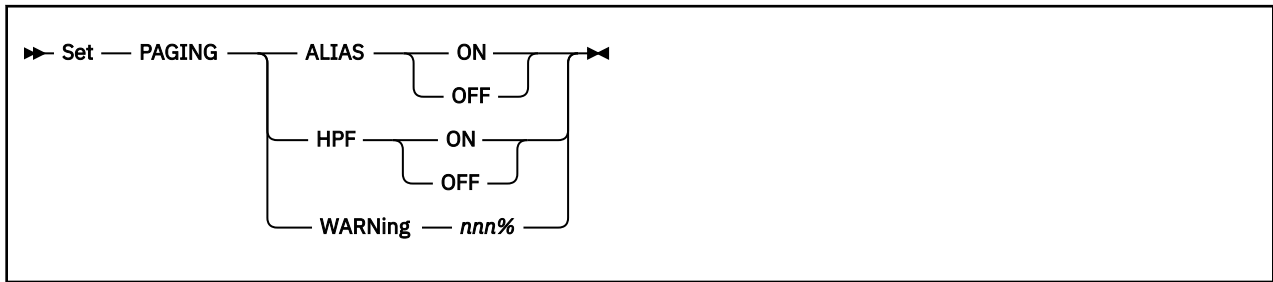 Set PAGING ALIAS ON
OFF
HPF ON
OFF
WARNing nnn%